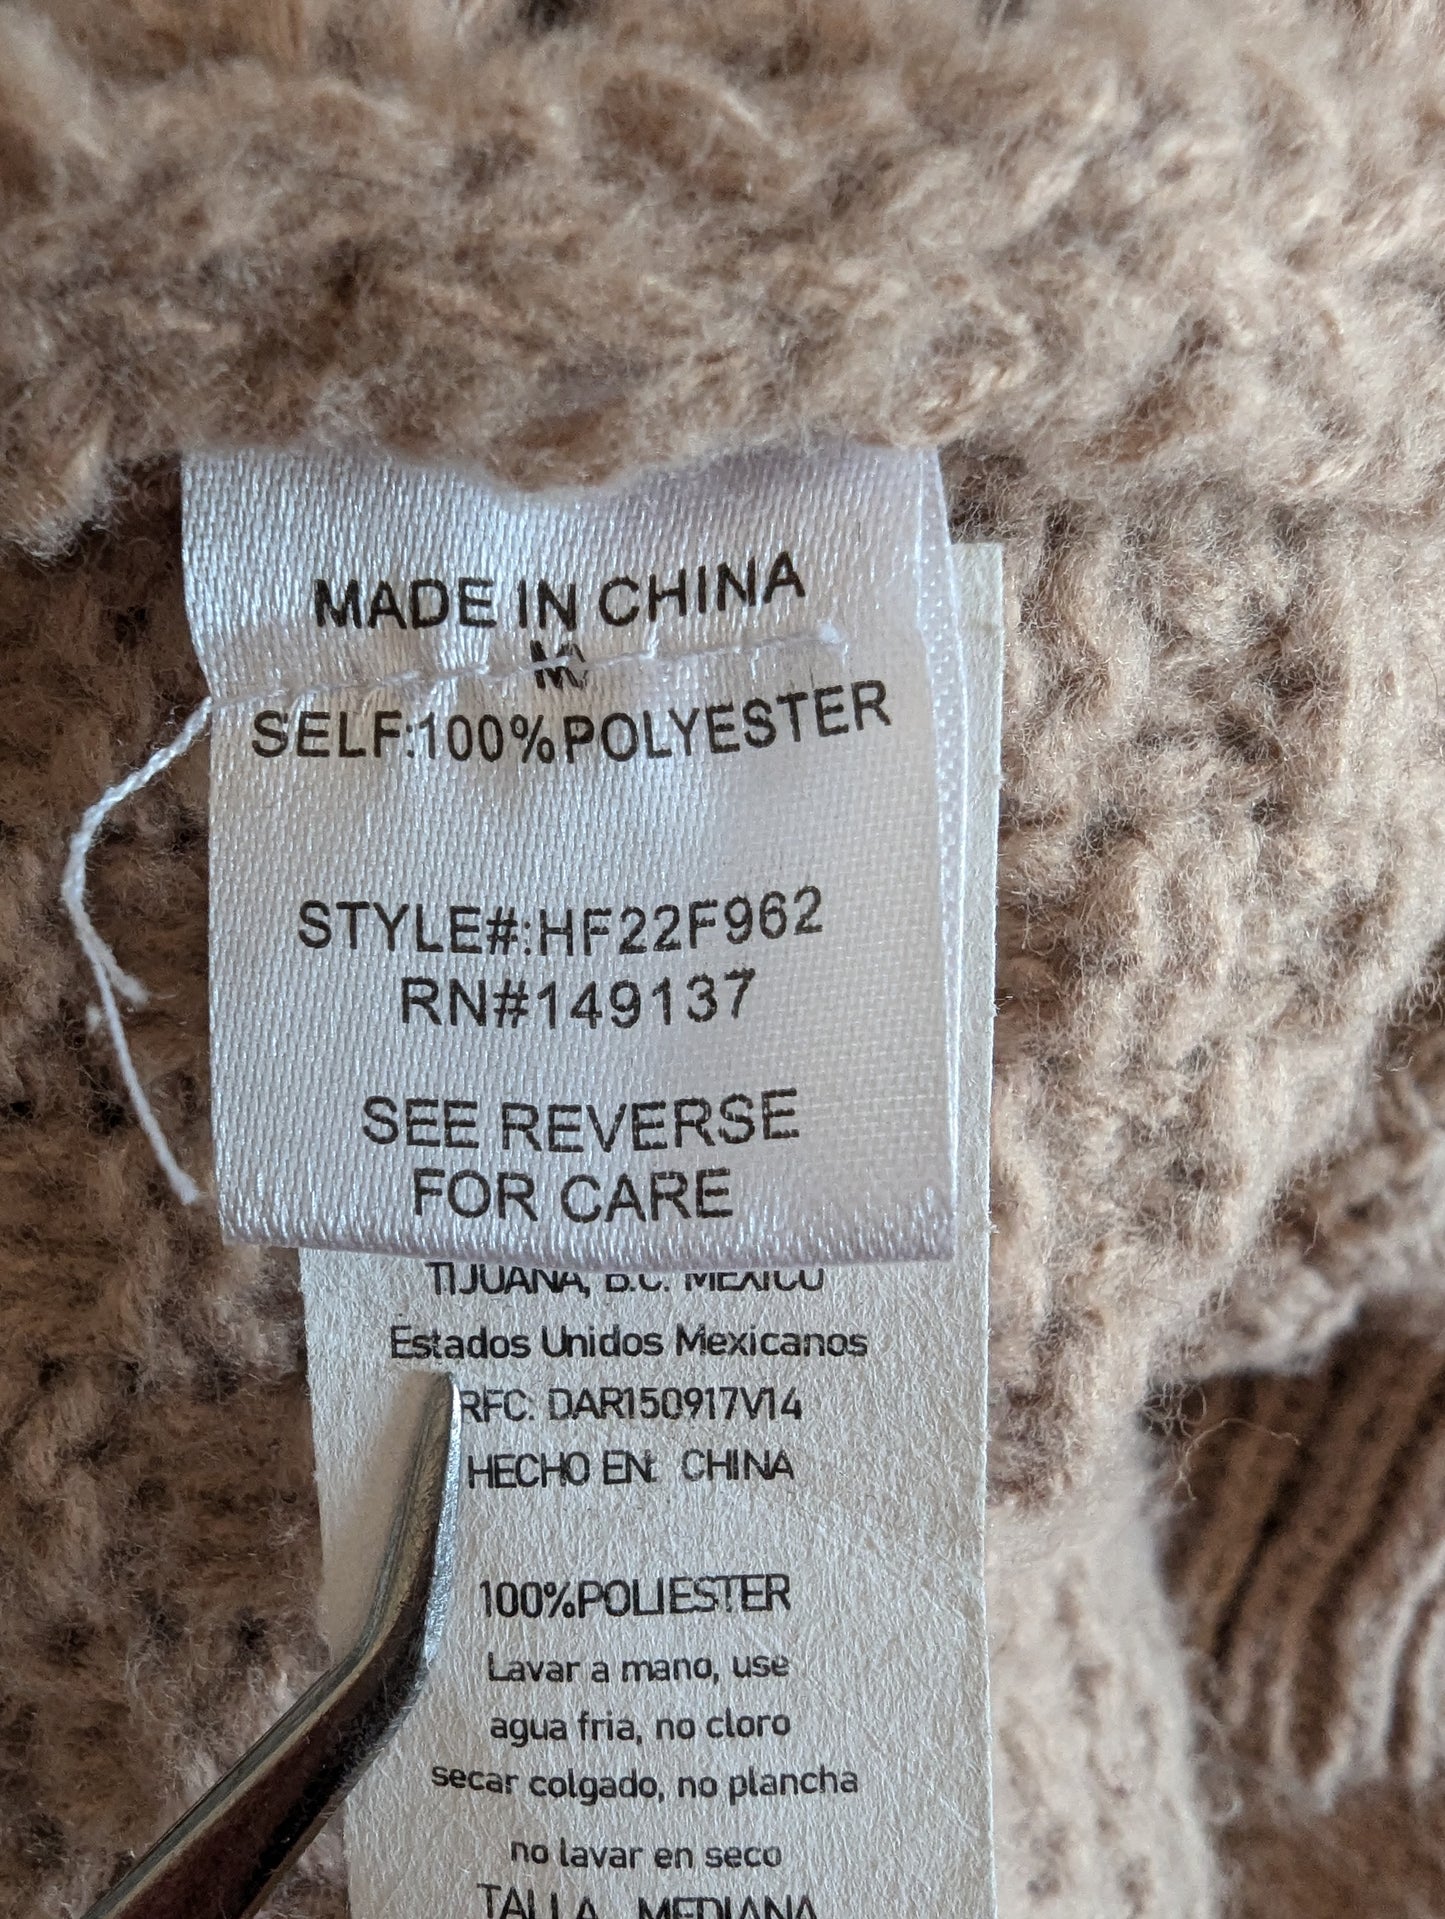 MADE IN CHINA
M
SELF:100%POLYESTER
STYLE#:HF22F962
RN#149137
SEE REVERSE
FOR CARE
TIJUANA, B.C. MEXICO
Estados Unidos Mexicanos
RFC: DAR150917V14
HECHO EN: CHINA
100%POLIESTER
Lavar a mano, use
agua fria, no cloro
secar colgado, no plancha
no lavar en seco
TALLA MEDIANA